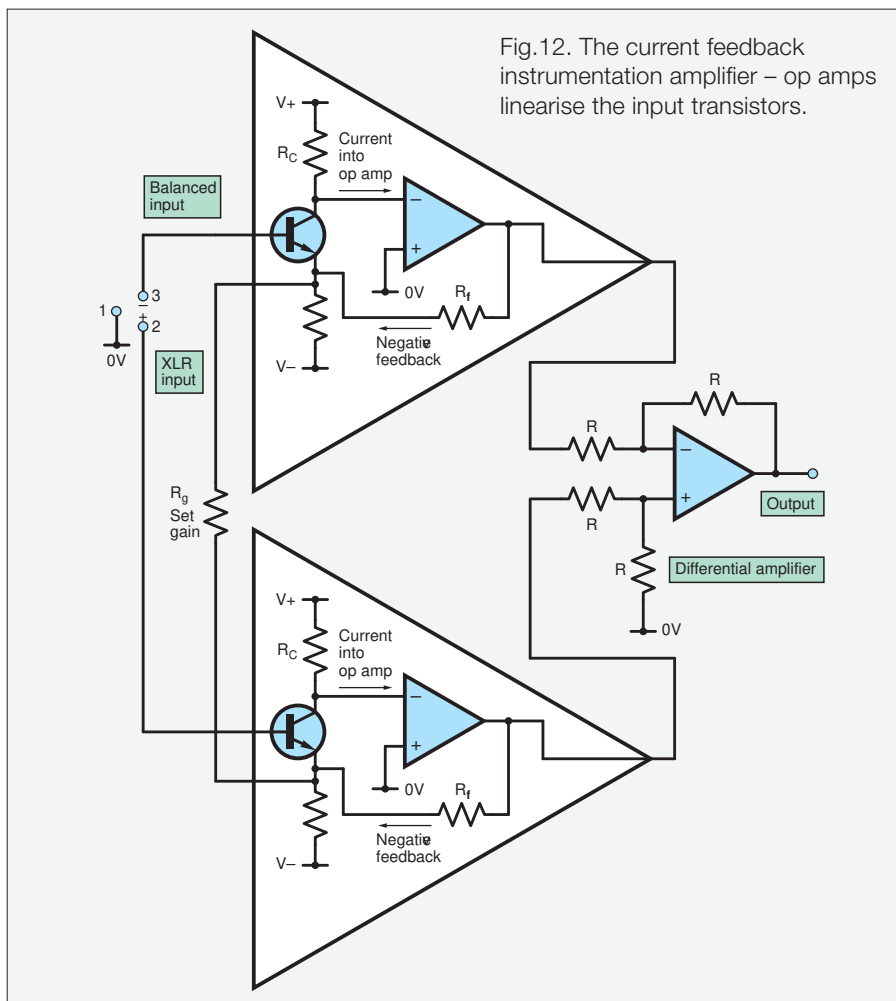 Fig.12. The current feedback
instrumentation amplifier – op amps
linearise the input transistors.
V+
RC
Current
into
op amp
–
+
0V
Rf
Negative
feedback
V–
Balanced
input
3
–
+
2
1
0V
XLR
input
Rg
Set
gain
V+
RC
Current
into
op amp
–
+
0V
Rf
Negative
feedback
V–
R
R
–
+
R
R
0V
Output
Differential amplifier